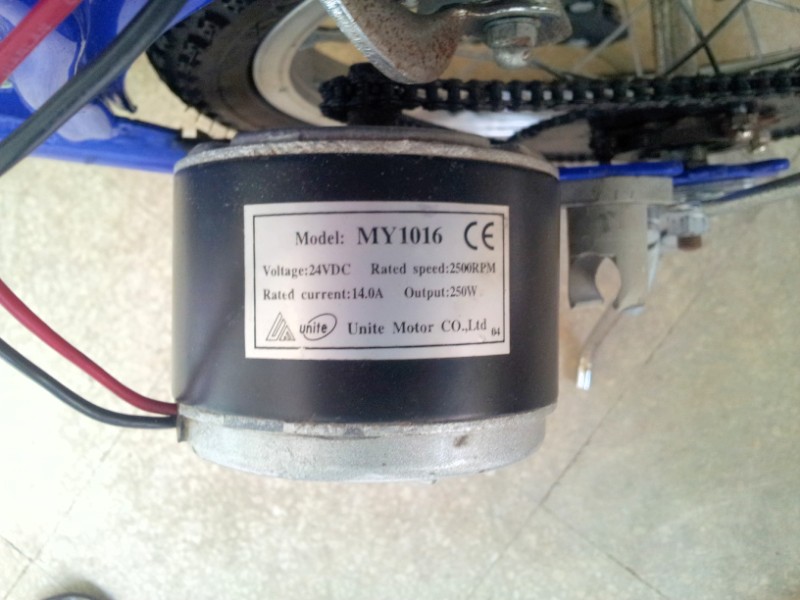 Model: MY1016 CE
Voltage:24VDC Rated speed:2500RPM
Rated current:14.0A Output:250W
unite Unite Motor CO.,Ltd 04